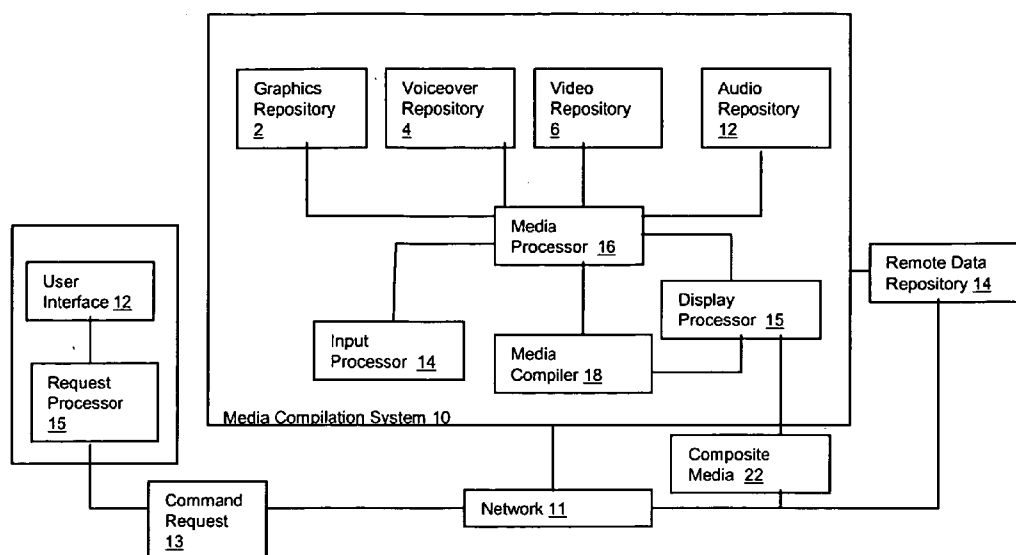 Graphics
Repository
2
Voiceover
Repository
4
Video
Repository
6
Audio
Repository
12
Media
Processor 16
User
Interface 12
Request
Processor
15
Input
Processor 14
Media
Compiler 18
Display
Processor 15
Remote Data
Repository 14
Media Compilation System 10
Composite
Media 22
Command
Request
13
Network 11